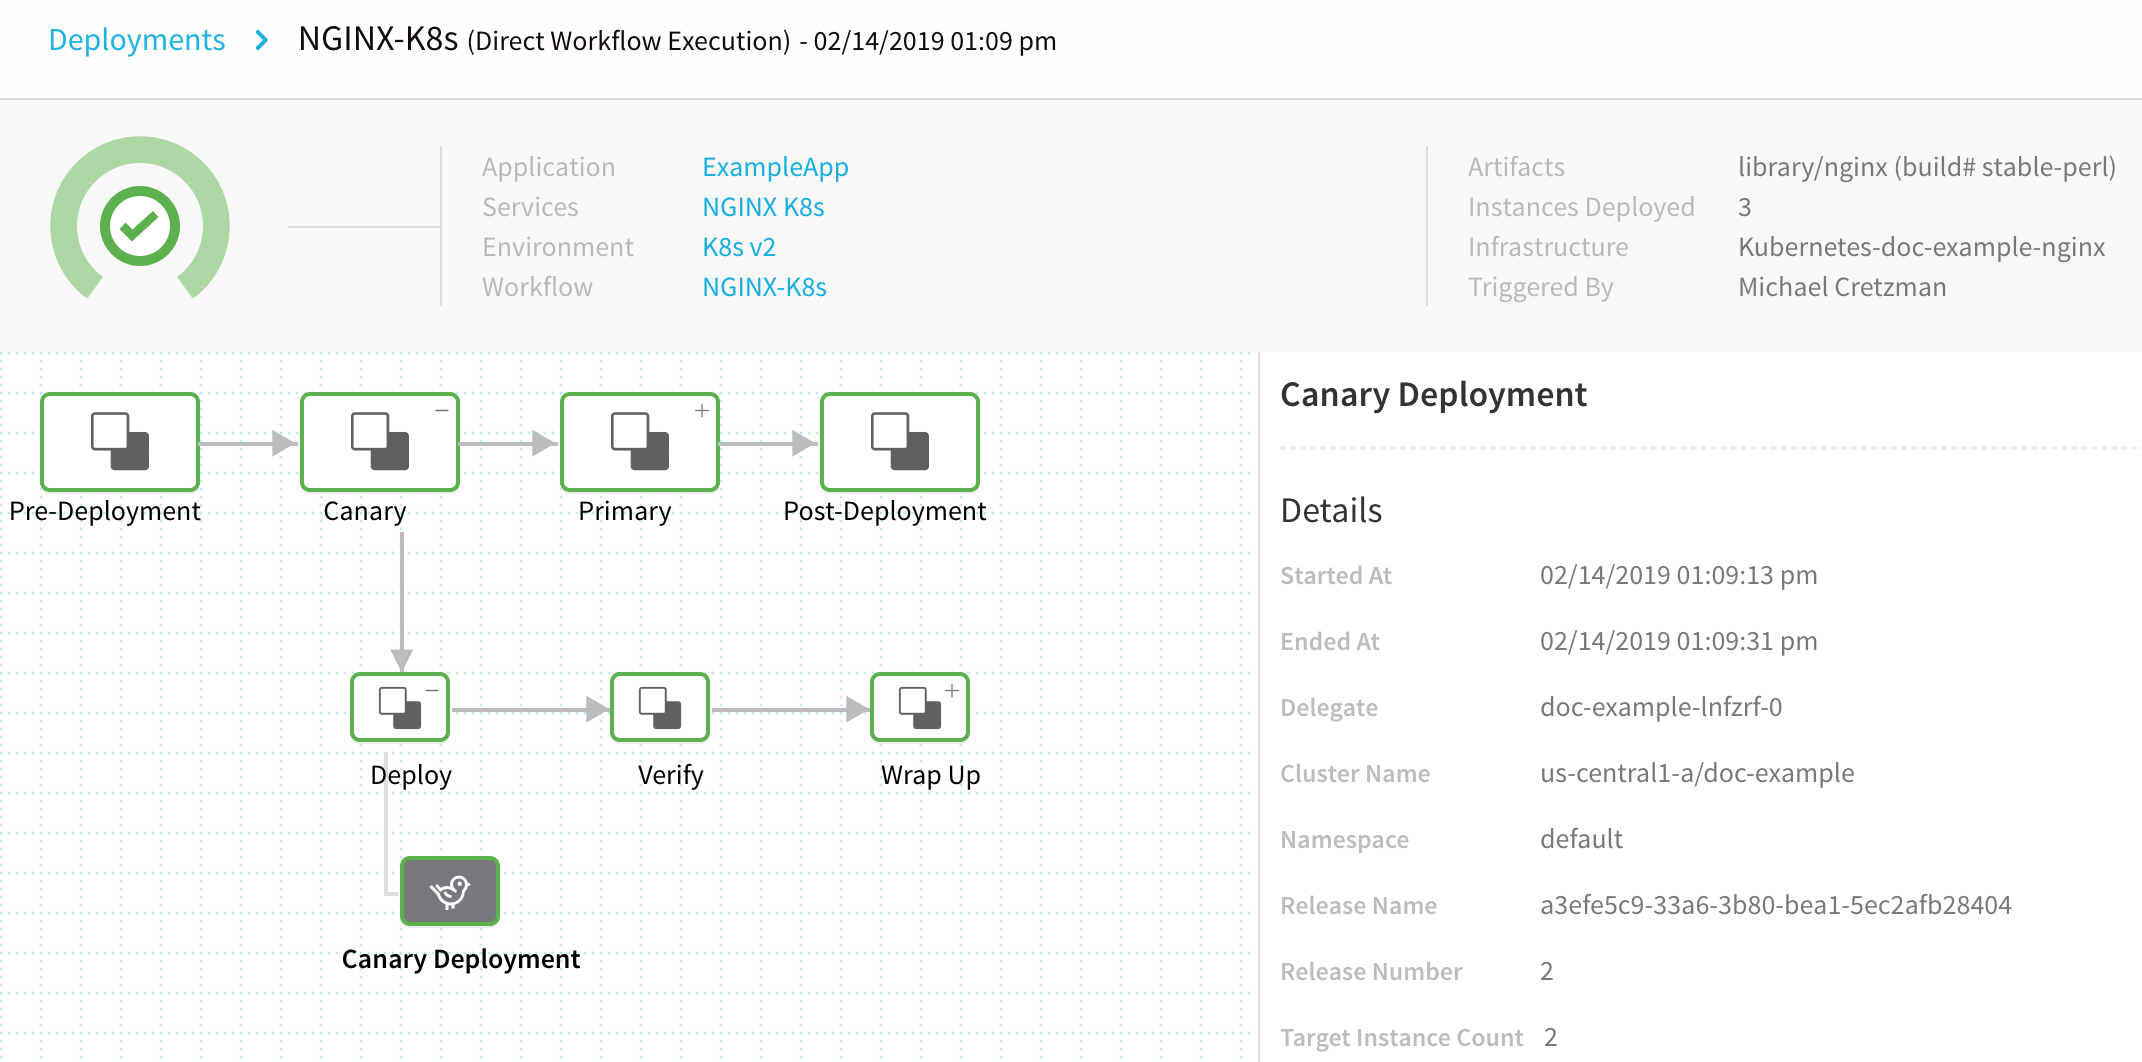 Deployments > NGINX-K8s (Direct Workflow Execution) - 02/14/2019 01:09 pm
Application ExampleApp
Services NGINX K8s
Environment K8s v2
Workflow NGINX-K8s
Artifacts library/nginx (build# stable-perl)
Instances Deployed 3
Infrastructure Kubernetes-doc-example-nginx
Triggered By Michael Cretzman
Pre-Deployment
Canary
Primary
Post-Deployment
Deploy
Verify
Wrap Up
Canary Deployment
Canary Deployment
Details
Started At 02/14/2019 01:09:13 pm
Ended At 02/14/2019 01:09:31 pm
Delegate doc-example-lnfzrf-0
Cluster Name us-central1-a/doc-example
Namespace default
Release Name a3efe5c9-33a6-3b80-bea1-5ec2afb28404
Release Number 2
Target Instance Count 2